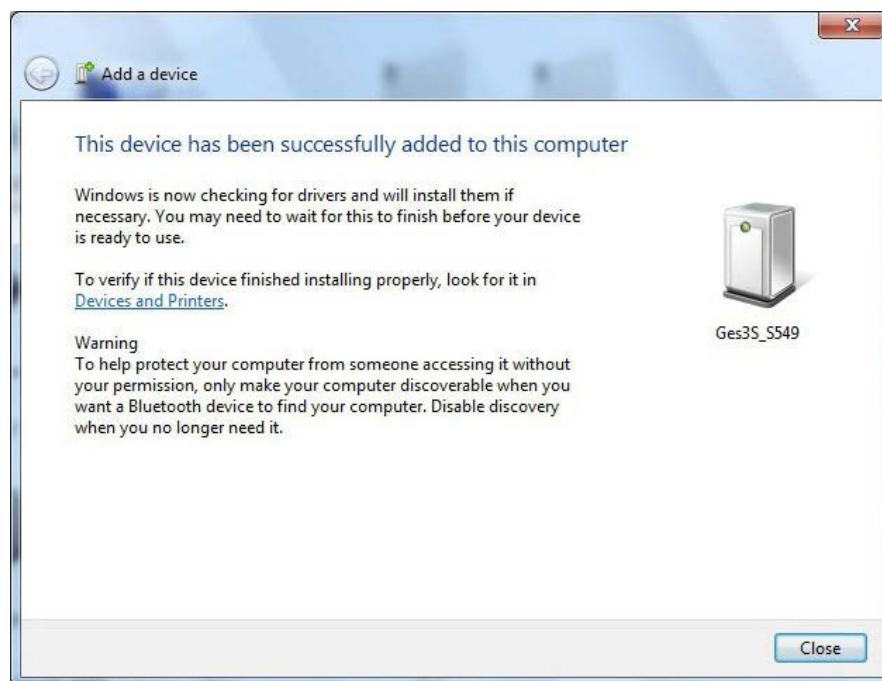 Add a device
This device has been successfully added to this computer
Windows is now checking for drivers and will install them if
necessary. You may need to wait for this to finish before your device
is ready to use.
To verify if this device finished installing properly, look for it in
Devices and Printers.
Ges3S_S549
Warning
To help protect your computer from someone accessing it without
your permission, only make your computer discoverable when you
want a Bluetooth device to find your computer. Disable discovery
when you no longer need it.
Close